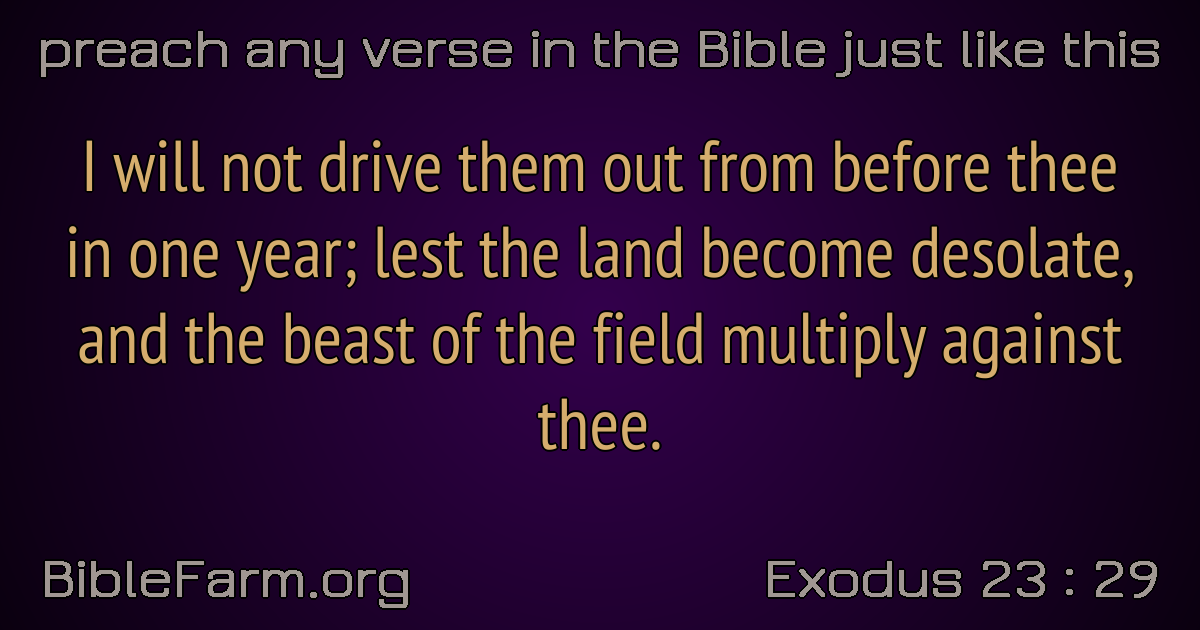 preach any verse in the Bible just like this
I will not drive them out from before thee
in one year; lest the land become desolate,
and the beast of the field multiply against
thee.
BibleFarm.org
Exodus 23 : 29